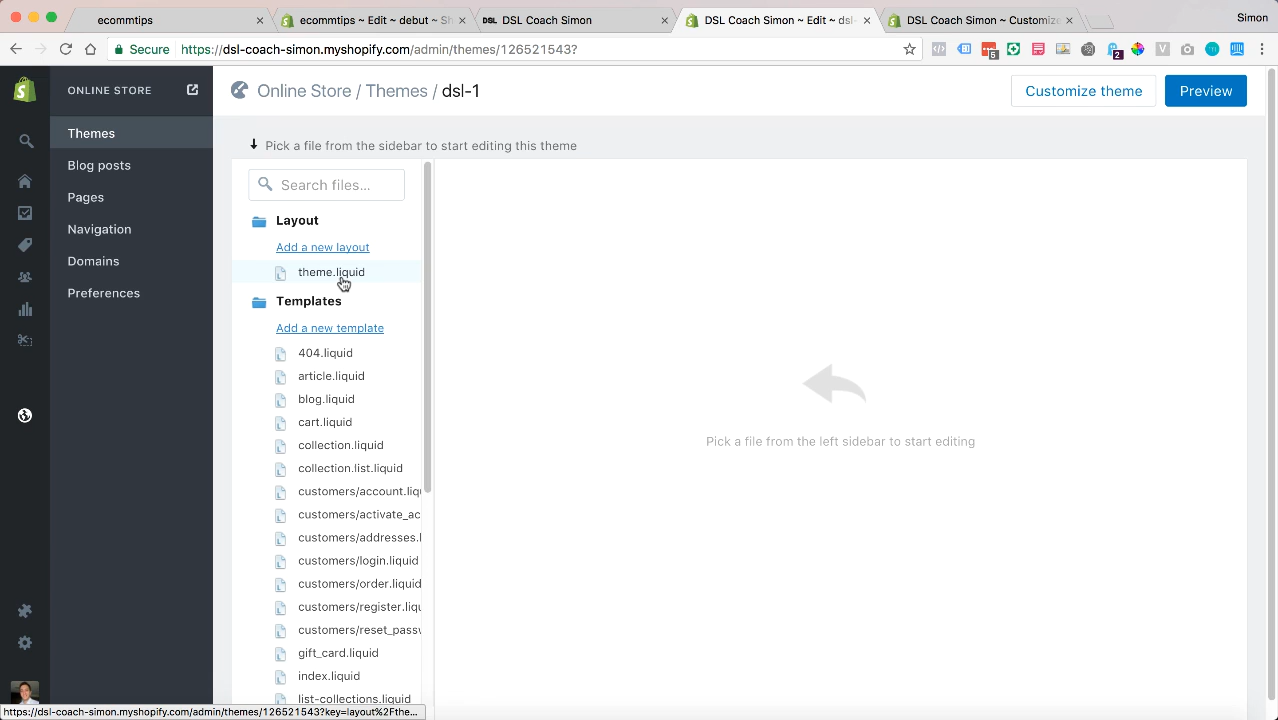 ecommtips
ecommtips ~ Edit ~ debut ~ Sh
DSL DSL Coach Simon
DSL Coach Simon ~ Edit ~ dsl-
DSL Coach Simon ~ Customize
Simon
Secure
https://dsl-coach-simon.myshopify.com/admin/themes/126521543?
5
2
V
ONLINE STORE
Themes
Blog posts
Pages
Navigation
Domains
Preferences
Online Store / Themes / dsl-1
Customize theme
Preview
Pick a file from the sidebar to start editing this theme
Search files...
Layout
Add a new layout
theme.liquid
Templates
Add a new template
404.liquid
article.liquid
blog.liquid
cart.liquid
collection.liquid
collection.list.liquid
customers/account.liqu
customers/activate_ac
customers/addresses.l
customers/login.liquid
customers/order.liquid
customers/register.liqu
customers/reset_passw
gift_card.liquid
index.liquid
list-collections.liquid
Pick a file from the left sidebar to start editing
https://dsl-coach-simon.myshopify.com/admin/themes/126521543?key=layout%2Fthe...